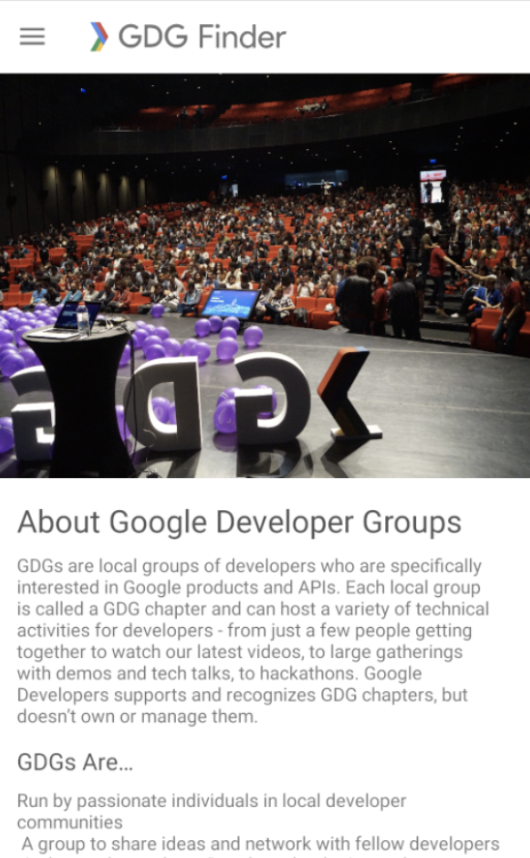 GDG Finder
GDG
About Google Developer Groups
GDGs are local groups of developers who are specifically
interested in Google products and APIs. Each local group
is called a GDG chapter and can host a variety of technical
activities for developers - from just a few people getting
together to watch our latest videos, to large gatherings
with demos and tech talks, to hackathons. Google
Developers supports and recognizes GDG chapters, but
doesn't own or manage them.
GDGs Are...
Run by passionate individuals in local developer
communities
A group to share ideas and network with fellow developers